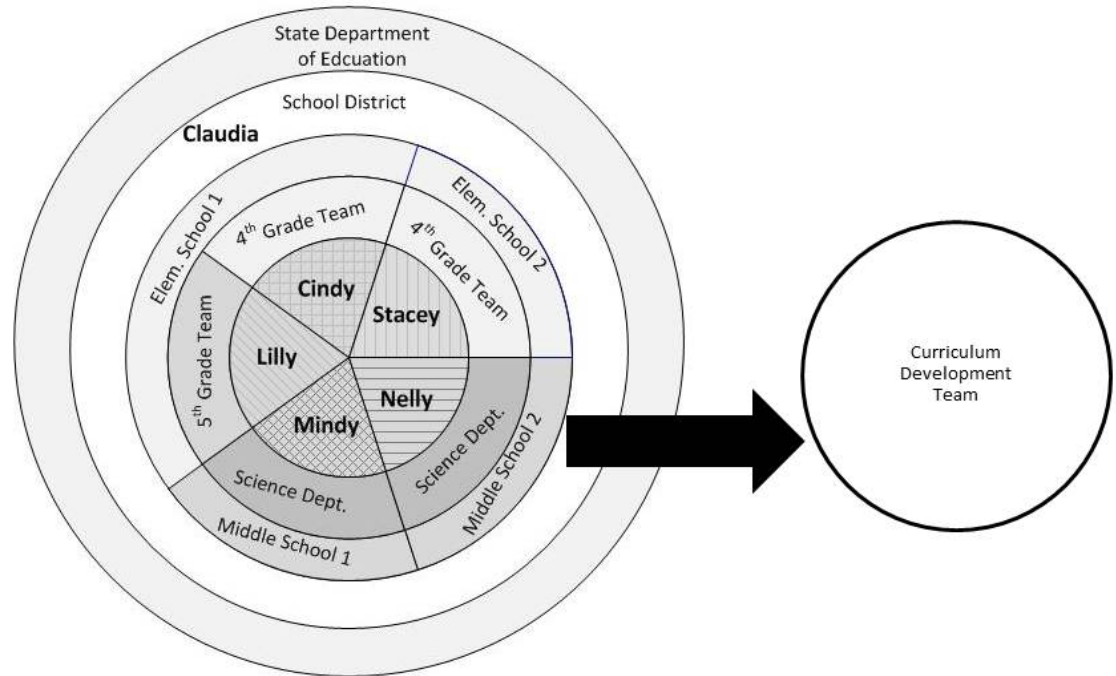 State Department
of Edcuation
School District
Claudia
Elem. School 1
Elem. School 2
4th Grade Team
4th Grade Team
5th Grade Team
Cindy
Stacey
Lilly
Nelly
Mindy
Science Dept.
Science Dept.
Middle School 1
Middle School 2
Curriculum
Development
Team